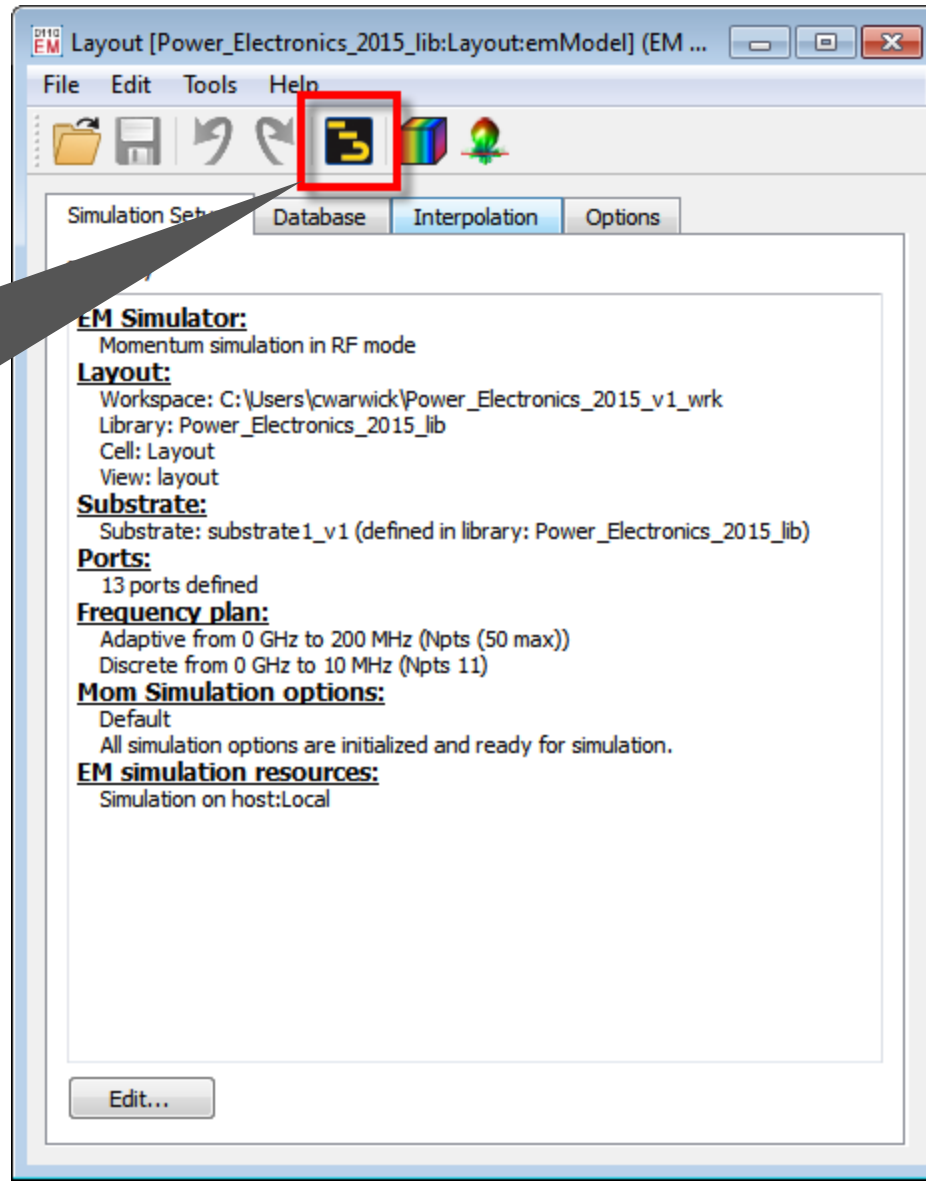 Layout [Power_Electronics_2015_lib:Layout:emModel] (EM ...
File Edit Tools Help
Simulation Setup Database Interpolation Options
EM Simulator:
Momentum simulation in RF mode
Layout:
Workspace: C:\Users\cwarwick\Power_Electronics_2015_v1_wrk
Library: Power_Electronics_2015_lib
Cell: Layout
View: layout
Substrate:
Substrate: substrate1_v1 (defined in library: Power_Electronics_2015_lib)
Ports:
13 ports defined
Frequency plan:
Adaptive from 0 GHz to 200 MHz (Npts (50 max))
Discrete from 0 GHz to 10 MHz (Npts 11)
Mom Simulation options:
Default
All simulation options are initialized and ready for simulation.
EM simulation resources:
Simulation on host:Local
Edit...